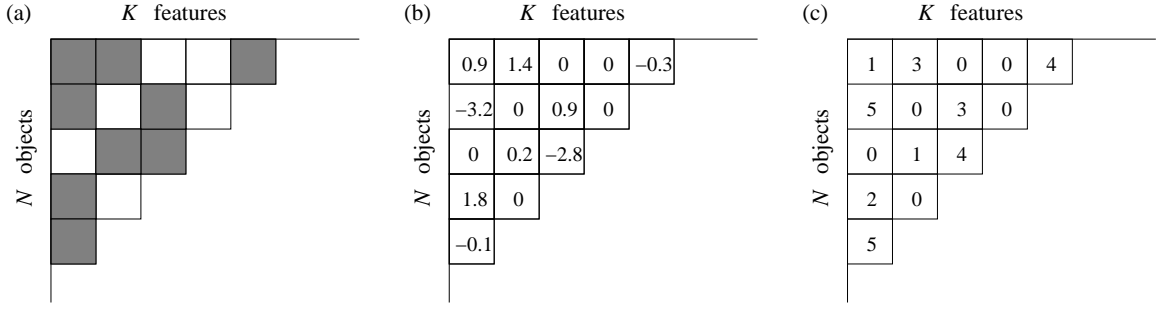 (a) K features
N objects
(b) K features
N objects
0.9 1.4 0 0 −0.3
−3.2 0 0.9 0
0 0.2 −2.8
1.8 0
−0.1
(c) K features
N objects
1 3 0 0 4
5 0 3 0
0 1 4
2 0
5